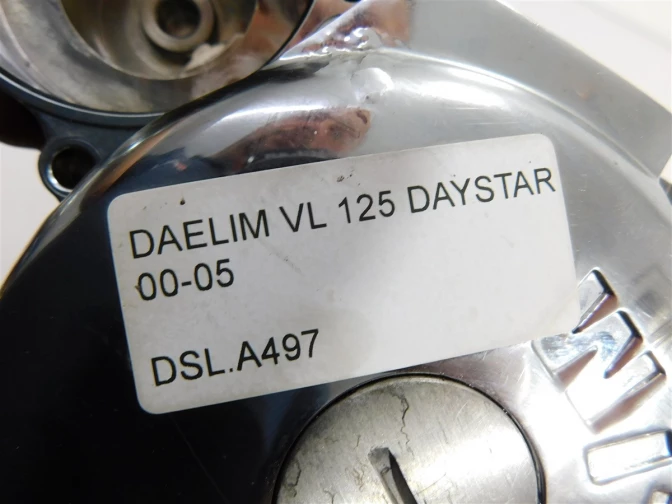 DAELIM VL 125 DAYSTAR
00-05
DSL.A497